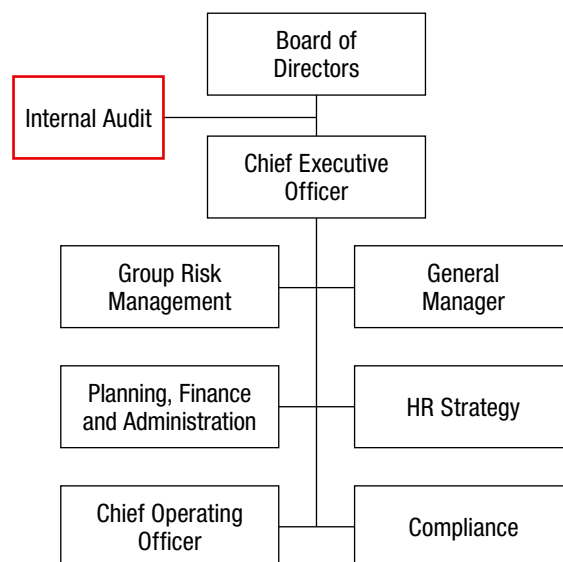 Board of
Directors
Internal Audit
Chief Executive
Officer
Group Risk
Management
General
Manager
Planning, Finance
and Administration
HR Strategy
Chief Operating
Officer
Compliance